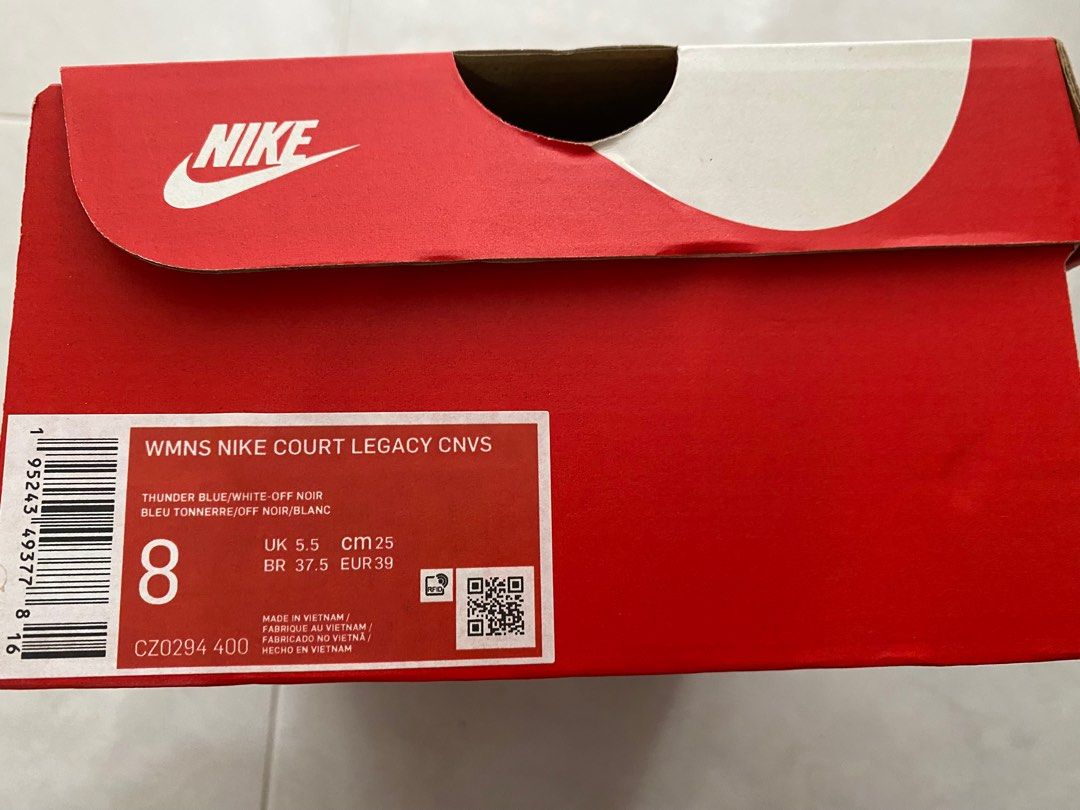 NIKE
WMNS NIKE COURT LEGACY CNVS
THUNDER BLUE/WHITE-OFF NOIR
BLEU TONNERRE/OFF NOIR/BLANC
8
UK 5.5 cm 25
BR 37.5 EUR 39
RFID
MADE IN VIETNAM /
FABRIQUE AU VIETNAM /
FABRICADO NO VIETNÃ /
HECHO EN VIETNAM
CZ0294 400
1 95243 49377 8 16